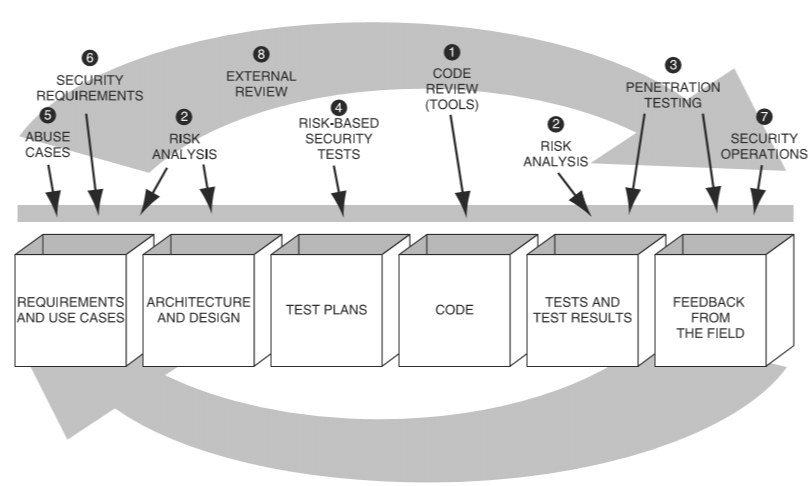 6
SECURITY
REQUIREMENTS
8
EXTERNAL
REVIEW
1
CODE
REVIEW
(TOOLS)
3
PENETRATION
TESTING
5
ABUSE
CASES
2
RISK
ANALYSIS
4
RISK-BASED
SECURITY
TESTS
2
RISK
ANALYSIS
7
SECURITY
OPERATIONS
REQUIREMENTS
AND USE CASES
ARCHITECTURE
AND DESIGN
TEST PLANS
CODE
TESTS AND
TEST RESULTS
FEEDBACK
FROM
THE FIELD